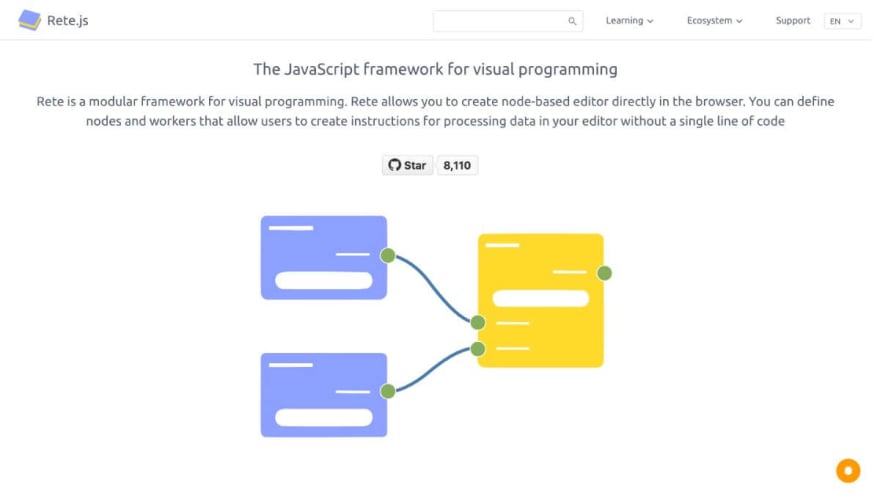 Rete.js
Learning
Ecosystem
Support
EN
The JavaScript framework for visual programming
Rete is a modular framework for visual programming. Rete allows you to create node-based editor directly in the browser. You can define
nodes and workers that allow users to create instructions for processing data in your editor without a single line of code
Star
8,110